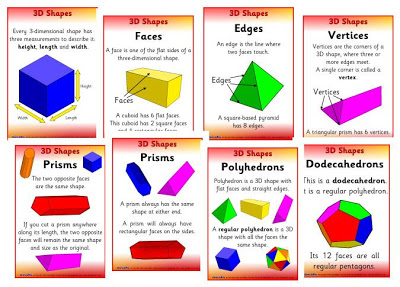 3D Shapes
Every 3-dimensional shape has
three measurements to describe it:
height, length and width.
Height
Width
Length
3D Shapes
Faces
A face is one of the flat sides of a
three-dimensional shape.
Faces
A cuboid has 6 flat faces.
This cuboid has 2 square faces
3D Shapes
Edges
An edge is the line where
two faces touch.
Edges
A square-based pyramid
has 8 edges.
3D Shapes
Vertices
Vertices are the corners of a
3D shape, where three or
more edges meet.
A single corner is called a
vertex.
Vertices
A triangular prism has 6 vertices.
3D Shapes
Prisms
The two opposite faces
are the same shape.
If you cut a prism anywhere
along its length, the two opposite
faces will remain the same shape
and size as the original.
3D Shapes
Prisms
A prism always has the same
shape at either end.
A prism will always have
rectangular faces on the sides.
3D Shapes
Polyhedrons
Polyhedron is a 3D shape with
flat faces and straight edges.
A regular polyhedron is a 3D
shape with all the faces the
same shape.
3D Shapes
Dodecahedrons
This is a dodecahedron.
It is a regular polyhedron.
Its 12 faces are all
regular pentagons.